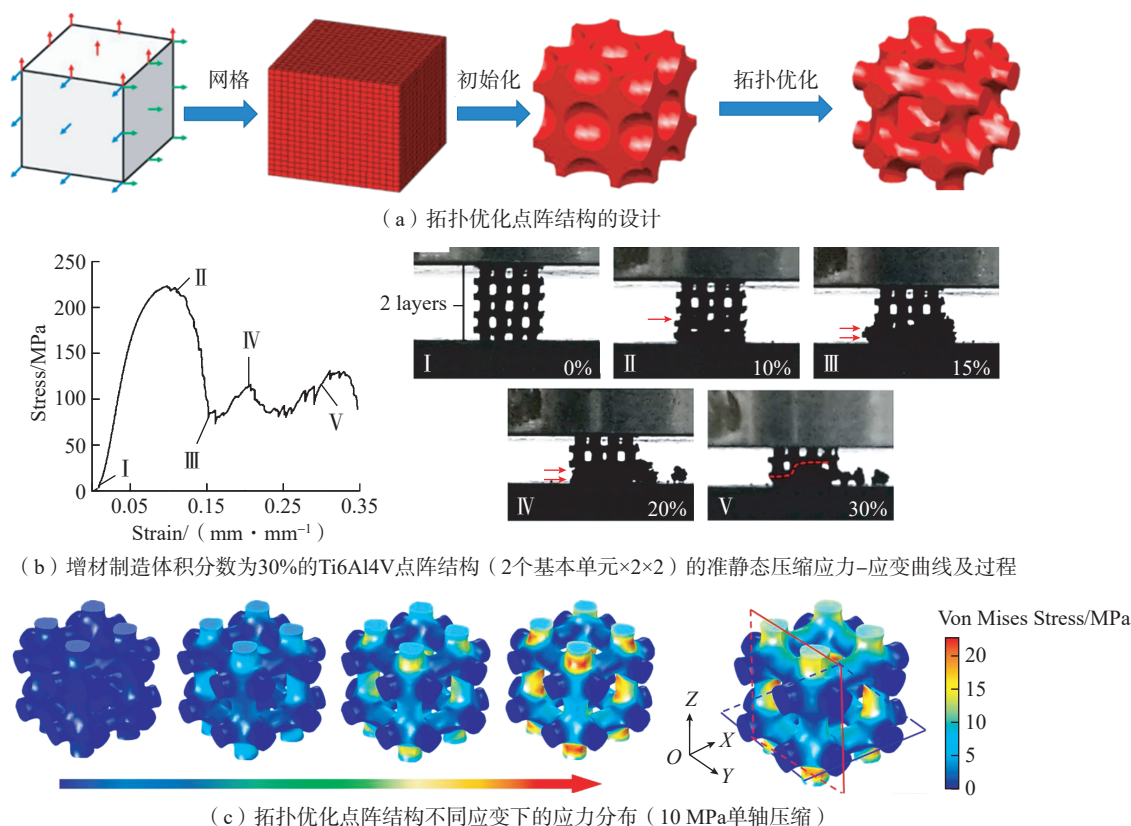 网格
初始化
拓扑优化
（a）拓扑优化点阵结构的设计
250
200
150
100
50
0
Stress/MPa
Ⅰ
Ⅱ
Ⅲ
Ⅳ
Ⅴ
0.05
0.15
0.25
0.35
Strain/（mm·mm⁻¹）
2 layers
Ⅰ
0%
Ⅱ
10%
Ⅲ
15%
Ⅳ
20%
Ⅴ
30%
（b）增材制造体积分数为30%的Ti6Al4V点阵结构（2个基本单元×2×2）的准静态压缩应力–应变曲线及过程
Z
X
O
Y
Von Mises Stress/MPa
20
15
10
5
0
（c）拓扑优化点阵结构不同应变下的应力分布（10 MPa单轴压缩）